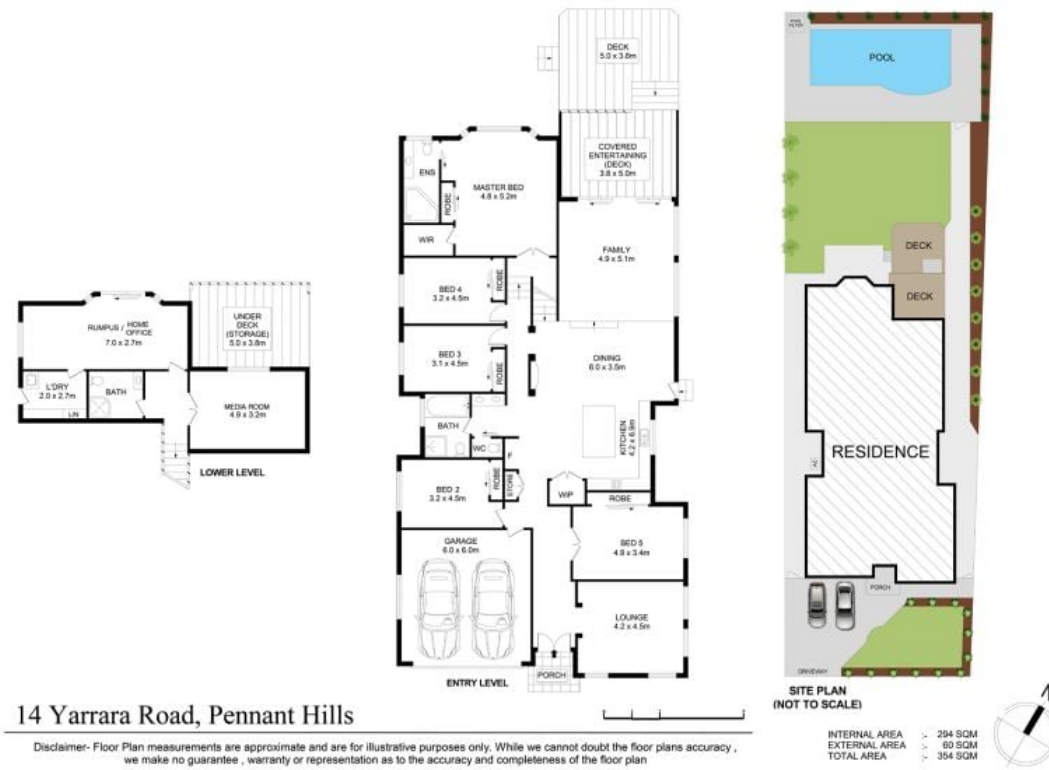 DECK
5.0 x 3.8m
COVERED
ENTERTAINING
(DECK)
3.8 x 5.0m
ENS
MASTER BED
4.8 x 5.2m
ROBE
WIR
FAMILY
4.9 x 5.1m
BED 4
3.2 x 4.5m
ROBE
BED 3
3.1 x 4.5m
ROBE
DINING
6.0 x 3.5m
BATH
WC
F
KITCHEN
4.2 x 6.9m
BED 2
3.2 x 4.5m
ROBE
STORE
WIP
ROBE
GARAGE
6.0 x 6.0m
BED 5
4.9 x 3.4m
LOUNGE
4.2 x 4.5m
PORCH
ENTRY LEVEL
RUMPUS / HOME
OFFICE
7.0 x 2.7m
UNDER
DECK
(STORAGE)
5.0 x 3.8m
L'DRY
2.0 x 2.7m
LIN
BATH
MEDIA ROOM
4.9 x 3.2m
LOWER LEVEL
POOL
FILTER
POOL
DECK
DECK
RESIDENCE
PORCH
DRIVEWAY
SITE PLAN
(NOT TO SCALE)
N
INTERNAL AREA :- 294 SQM
EXTERNAL AREA :- 60 SQM
TOTAL AREA :- 354 SQM
14 Yarrara Road, Pennant Hills
Disclaimer- Floor Plan measurements are approximate and are for illustrative purposes only. While we cannot doubt the floor plans accuracy ,
we make no guarantee , warranty or representation as to the accuracy and completeness of the floor plan